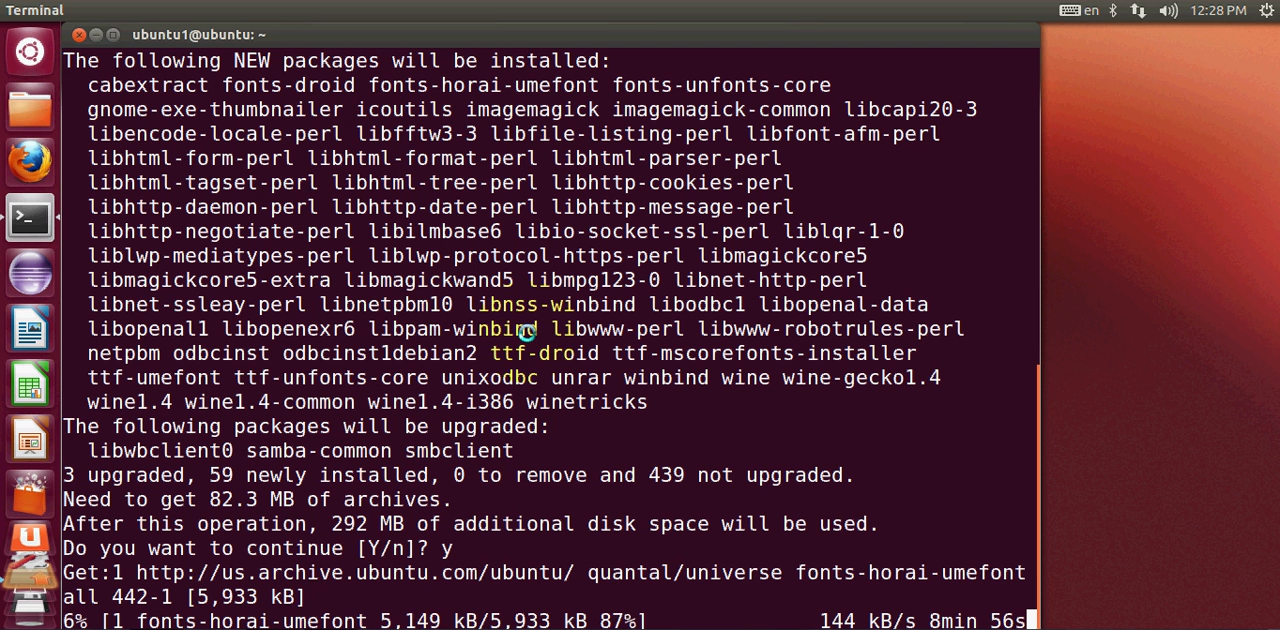 Terminal
en
12:28 PM
ubuntu1@ubuntu: ~
The following NEW packages will be installed:
cabextract fonts-droid fonts-horai-umefont fonts-unfonts-core
gnome-exe-thumbnailer icoutils imagemagick imagemagick-common libcapi20-3
libencode-locale-perl libfftw3-3 libfile-listing-perl libfont-afm-perl
libhtml-form-perl libhtml-format-perl libhtml-parser-perl
libhtml-tagset-perl libhtml-tree-perl libhttp-cookies-perl
libhttp-daemon-perl libhttp-date-perl libhttp-message-perl
libhttp-negotiate-perl libilmbase6 libio-socket-ssl-perl liblqr-1-0
liblwp-mediatypes-perl liblwp-protocol-https-perl libmagickcore5
libmagickcore5-extra libmagickwand5 libmpg123-0 libnet-http-perl
libnet-ssleay-perl libnetpbm10 libnss-winbind libodbc1 libopenal-data
libopenal1 libopenexr6 libpam-winbind libwww-perl libwww-robotrules-perl
netpbm odbcinst odbcinst1debian2 ttf-droid ttf-mscorefonts-installer
ttf-umefont ttf-unfonts-core unixodbc unrar winbind wine wine-gecko1.4
wine1.4 wine1.4-common wine1.4-i386 winetricks
The following packages will be upgraded:
libwbclient0 samba-common smbclient
3 upgraded, 59 newly installed, 0 to remove and 439 not upgraded.
Need to get 82.3 MB of archives.
After this operation, 292 MB of additional disk space will be used.
Do you want to continue [Y/n]? y
Get:1 http://us.archive.ubuntu.com/ubuntu/ quantal/universe fonts-horai-umefont
all 442-1 [5,933 kB]
6% [1 fonts-horai-umefont 5,149 kB/5,933 kB 87%] 144 kB/s 8min 56s